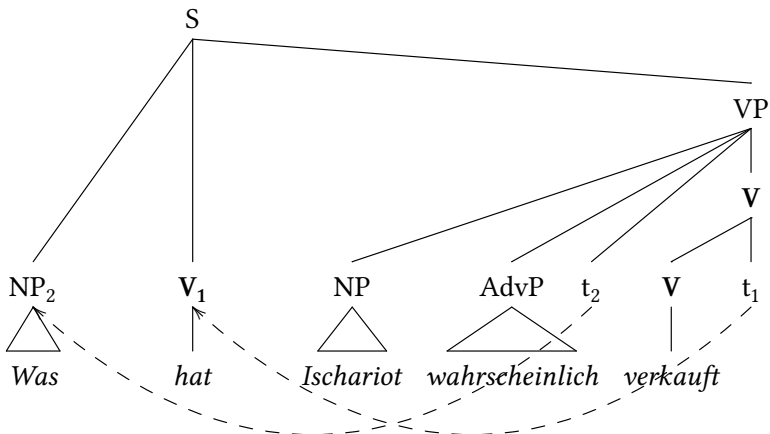 S
VP
V
NP₂ V₁ NP AdvP t₂ V t₁
Was hat Ischariot wahrscheinlich verkauft